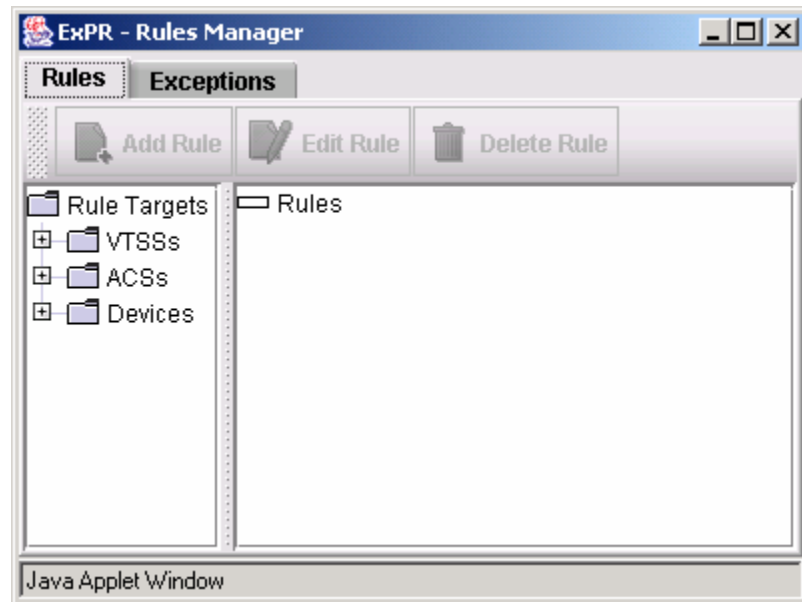 ExPR - Rules Manager
Rules Exceptions
Add Rule Edit Rule Delete Rule
Rule Targets
VTSSs
ACSs
Devices
Rules
Java Applet Window